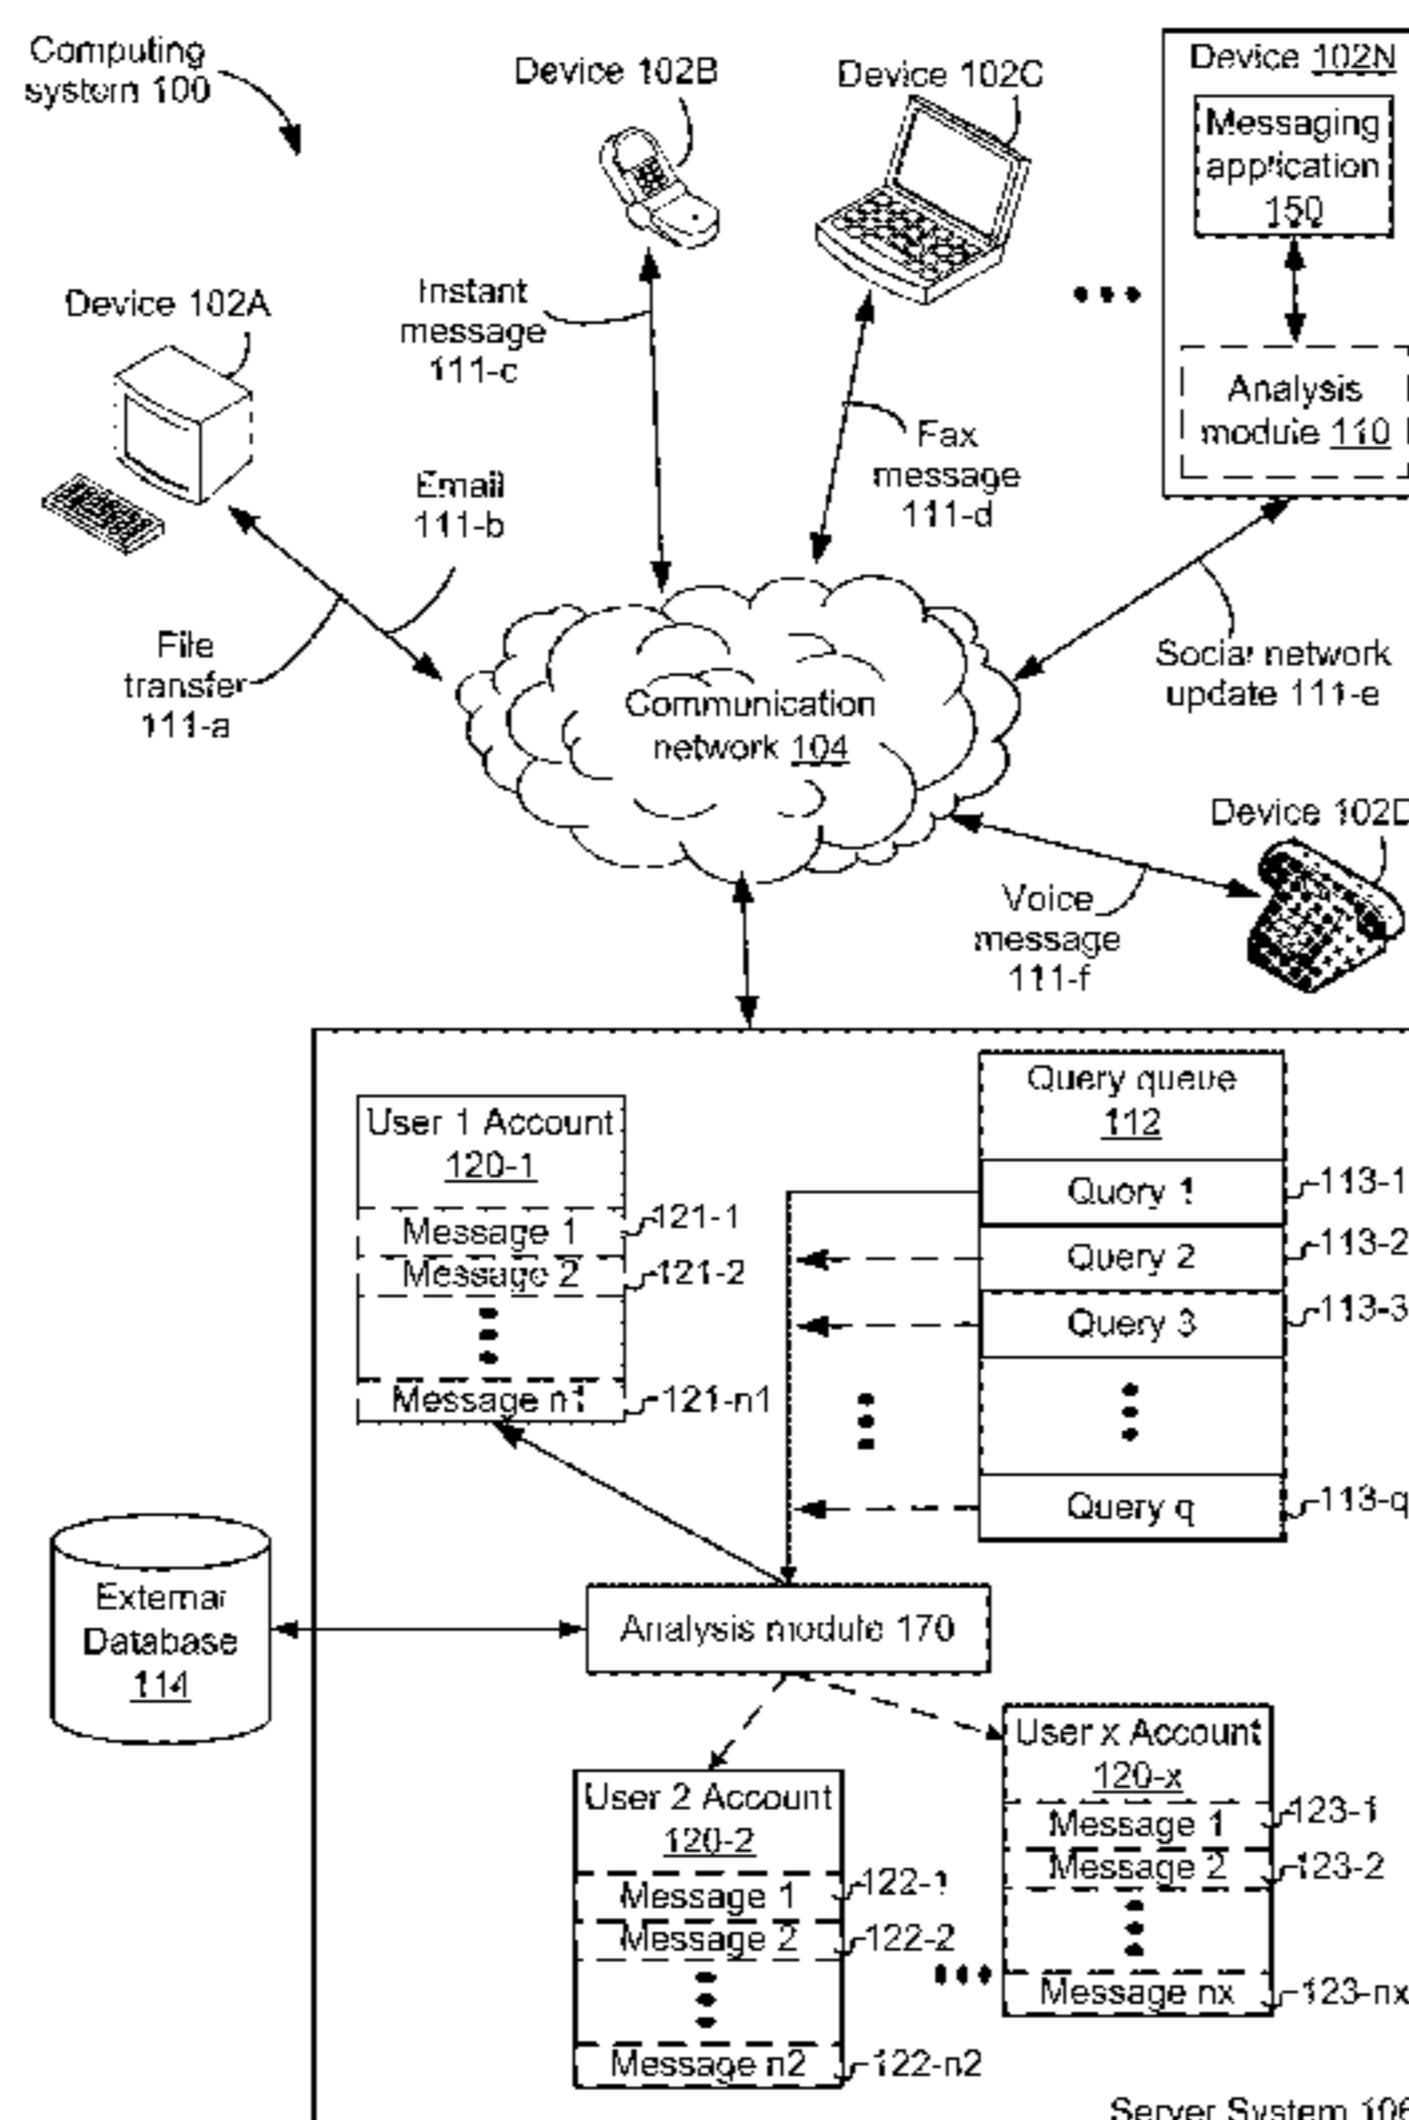 Computing
system 100
Device 102B
Device 102C
Device 102N
Messaging
application
150
Analysis
module 110
Device 102A
Instant
message
111-c
Fax
message
111-d
Email
111-b
File
transfer
111-a
Communication
network 104
Social network
update 111-e
Device 102D
Voice
message
111-f
Query queue
112
Query 1
113-1
Query 2
113-2
Query 3
113-3
Query q
113-q
User 1 Account
120-1
Message 1
121-1
Message 2
121-2
Message n1
121-n1
External
Database
114
Analysis module 170
User 2 Account
120-2
Message 1
122-1
Message 2
122-2
Message n2
122-n2
User x Account
120-x
Message 1
123-1
Message 2
123-2
Message nx
123-nx
Server System 106